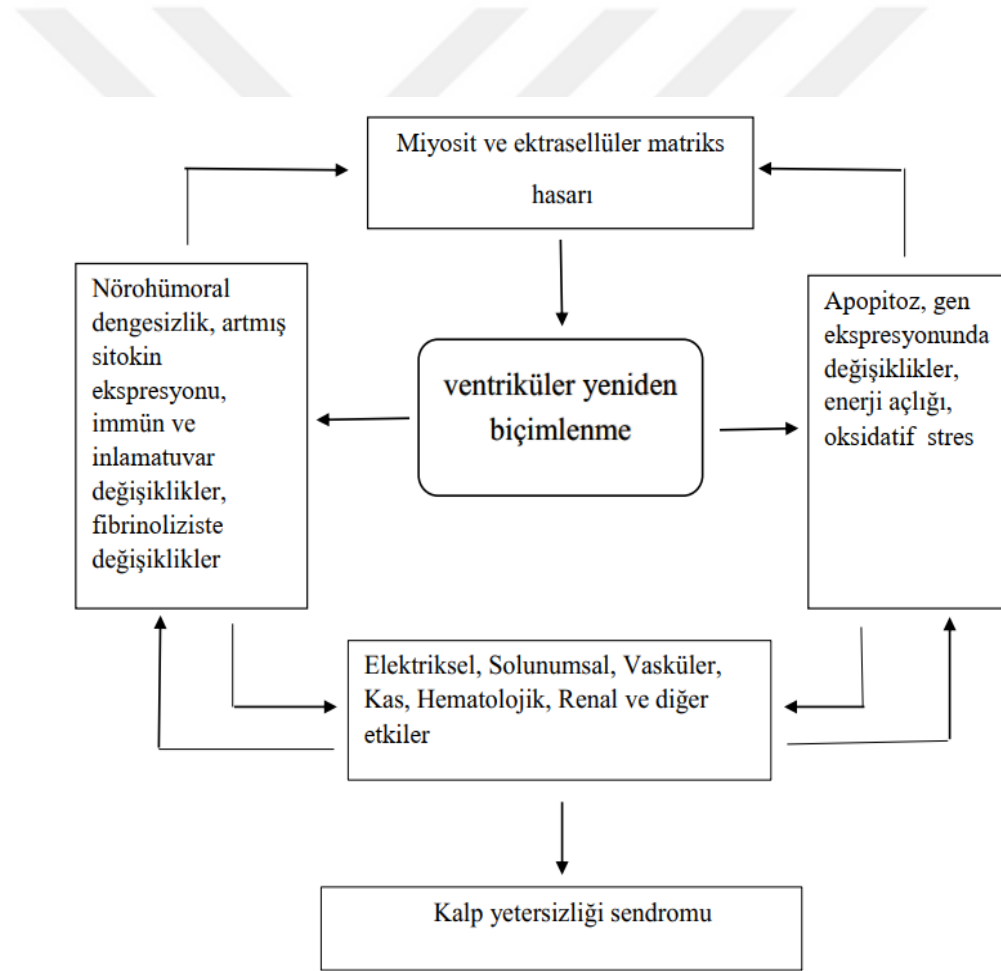 Miyosit ve ektrasellüler matriks
hasarı
Nörohümoral
dengesizlik, artmış
sitokin
ekspresyonu,
immün ve
inlamatuvar
değişiklikler,
fibrinoliziste
değişiklikler
ventriküler yeniden
biçimlenme
Apopitoz, gen
ekspresyonunda
değişiklikler,
enerji açlığı,
oksidatif stres
Elektriksel, Solunumsal, Vasküler,
Kas, Hematolojik, Renal ve diğer
etkiler
Kalp yetersizliği sendromu